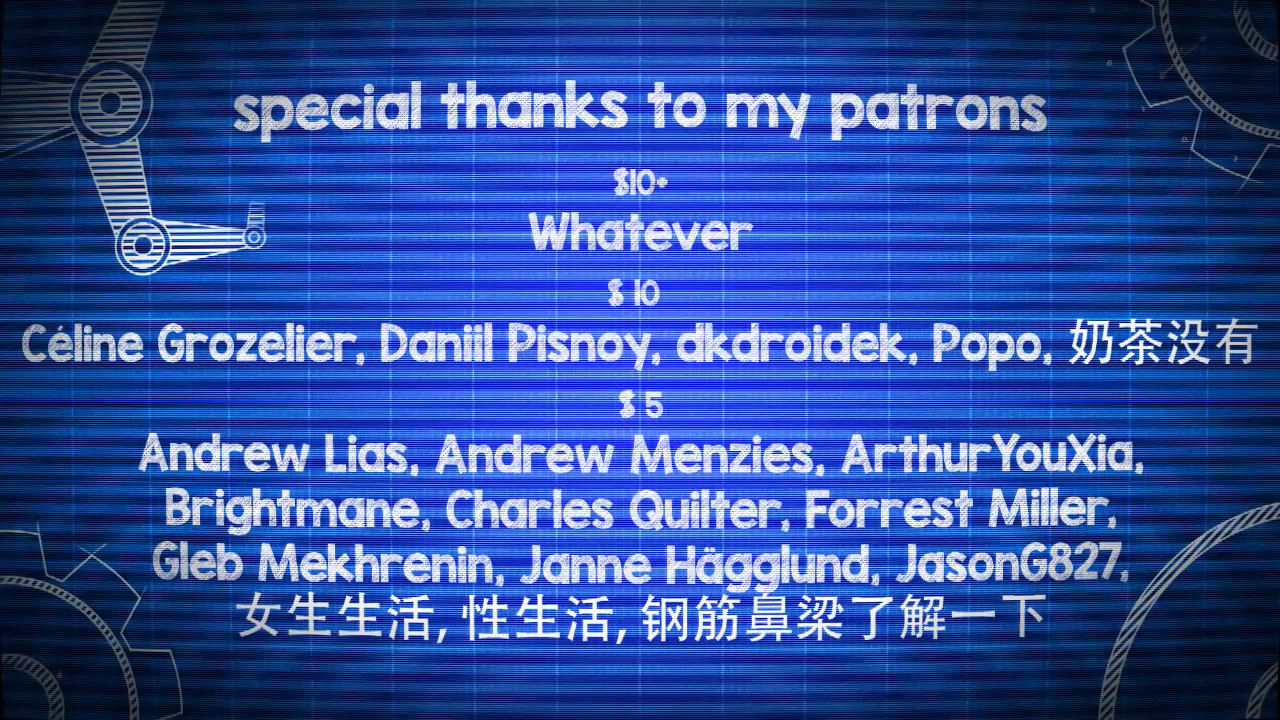 special thanks to my patrons
$10+
Whatever
$ 10
Céline Grozelier, Daniil Pisnoy, dkdroidek, Popo, 奶茶没有
$ 5
Andrew Lias, Andrew Menzies, ArthurYouXia,
Brightmane, Charles Quilter, Forrest Miller,
Gleb Mekhrenin, Janne Hägglund, JasonG827,
女生生活, 性生活, 钢筋鼻梁了解一下